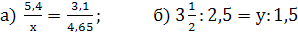 а) 5,4/х = 3,1/4,65; б) 3 1/2 : 2,5 = у: 1,5